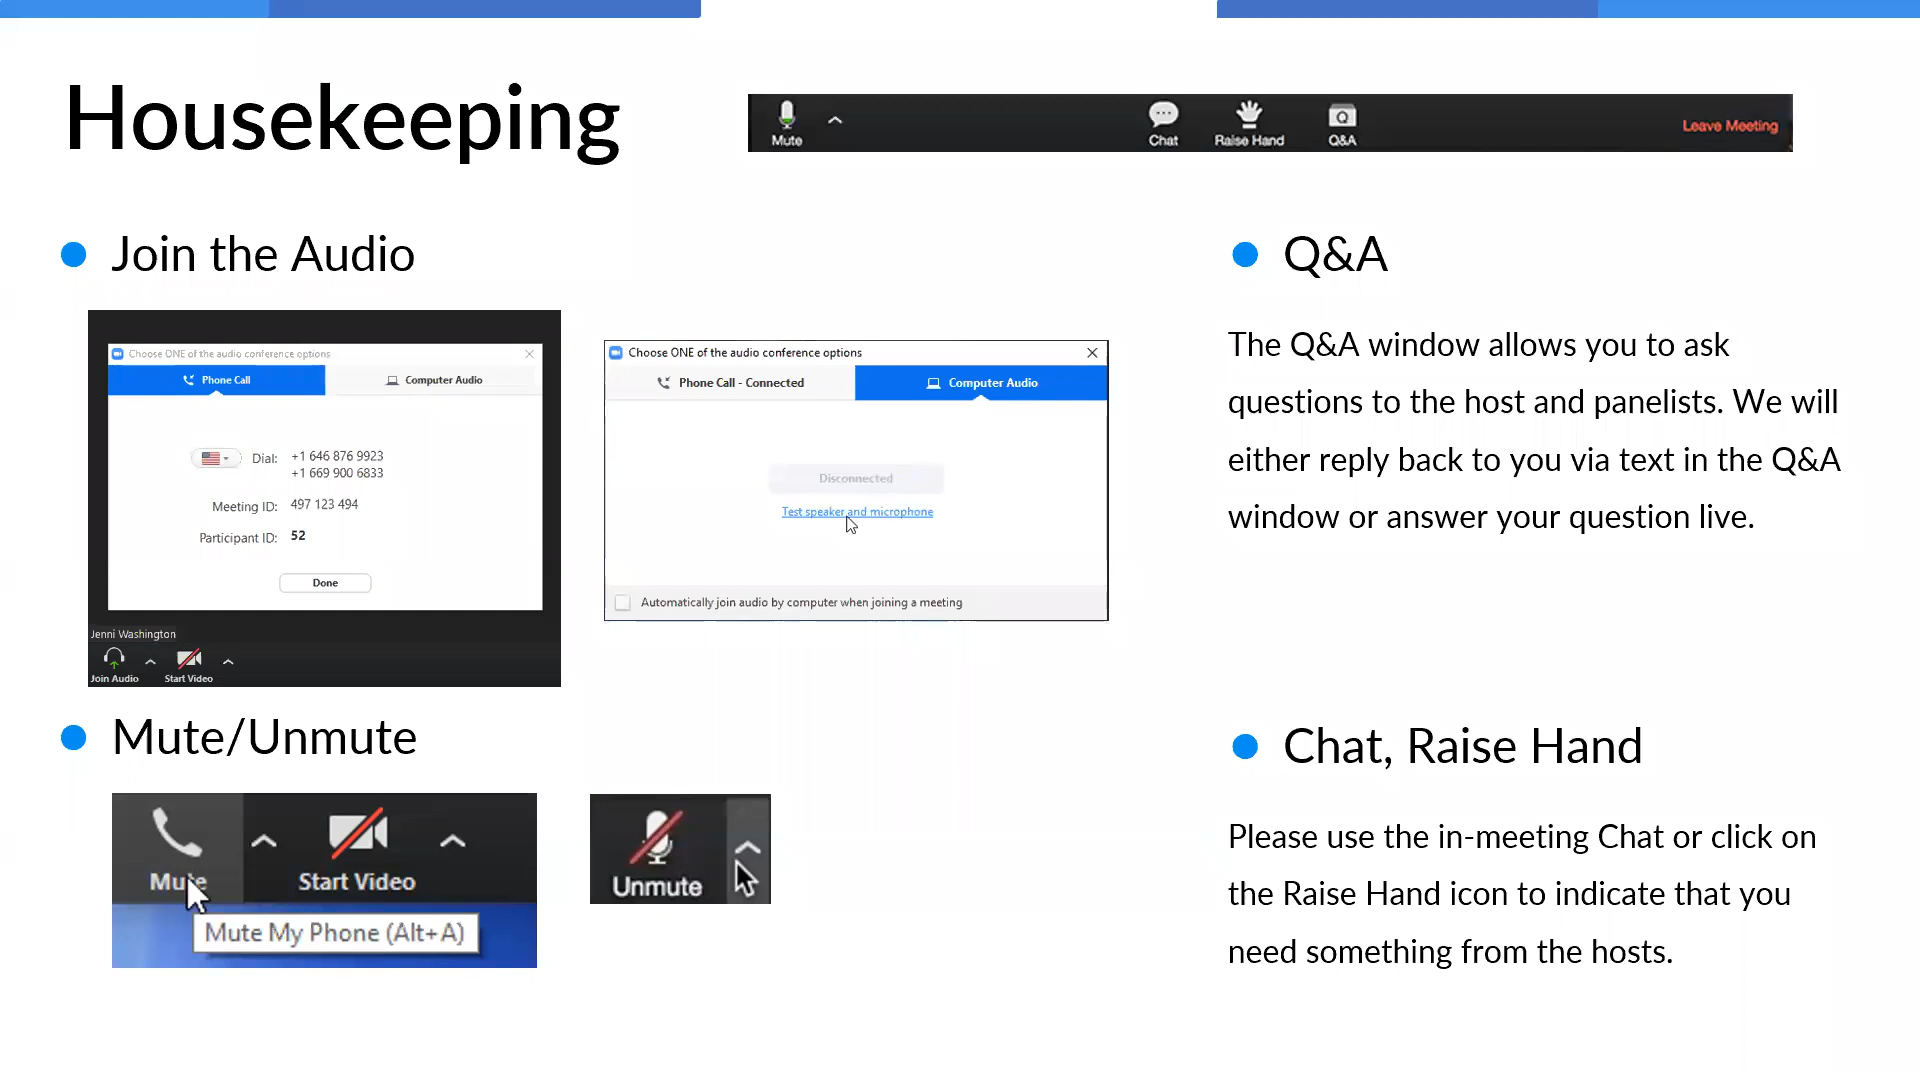 Housekeeping
Mute
Chat
Raise Hand
Q&A
Leave Meeting
Join the Audio
Choose ONE of the audio conference options
Phone Call
Computer Audio
Dial: +1 646 876 9923
+1 669 900 6833
Meeting ID: 497 123 494
Participant ID: 52
Done
Jenni Washington
Join Audio
Start Video
Choose ONE of the audio conference options
Phone Call - Connected
Computer Audio
Disconnected
Test speaker and microphone
Automatically join audio by computer when joining a meeting
Mute/Unmute
Mute
Start Video
Mute My Phone (Alt+A)
Unmute
Q&A
The Q&A window allows you to ask
questions to the host and panelists. We will
either reply back to you via text in the Q&A
window or answer your question live.
Chat, Raise Hand
Please use the in-meeting Chat or click on
the Raise Hand icon to indicate that you
need something from the hosts.